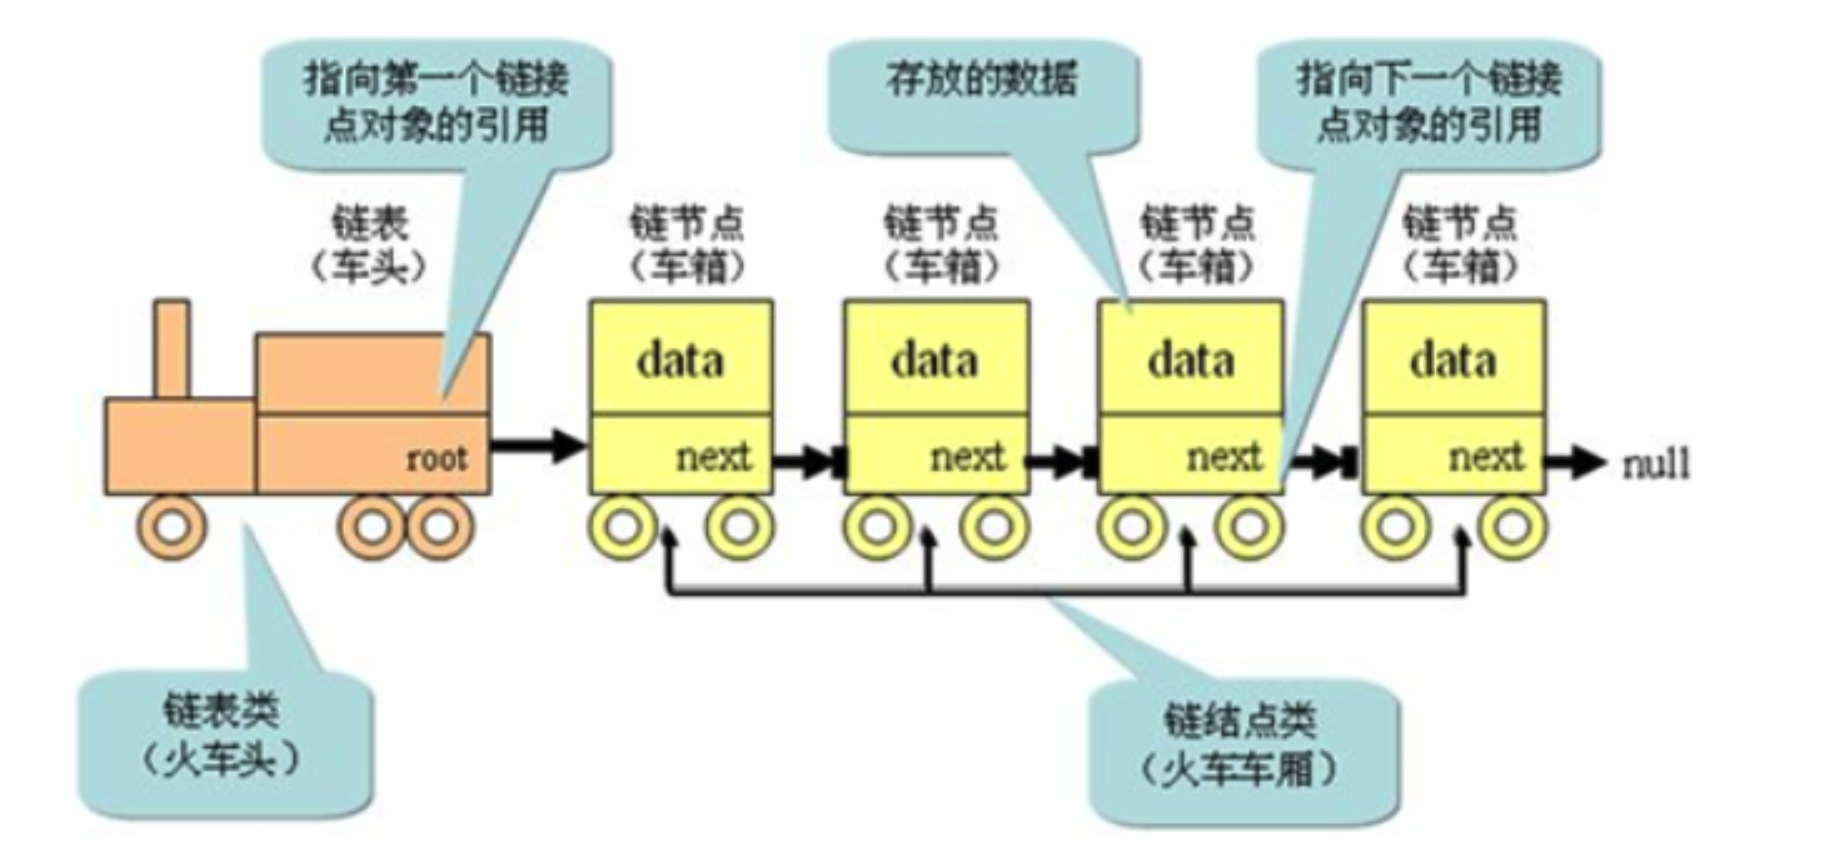 指向第一个链接
点对象的引用
存放的数据
指向下一个链接
点对象的引用
链表
（车头）
链节点
（车箱）
链节点
（车箱）
链节点
（车箱）
链节点
（车箱）
data
data
data
data
root
next
next
next
next
null
链表类
（火车头）
链结点类
（火车车厢）